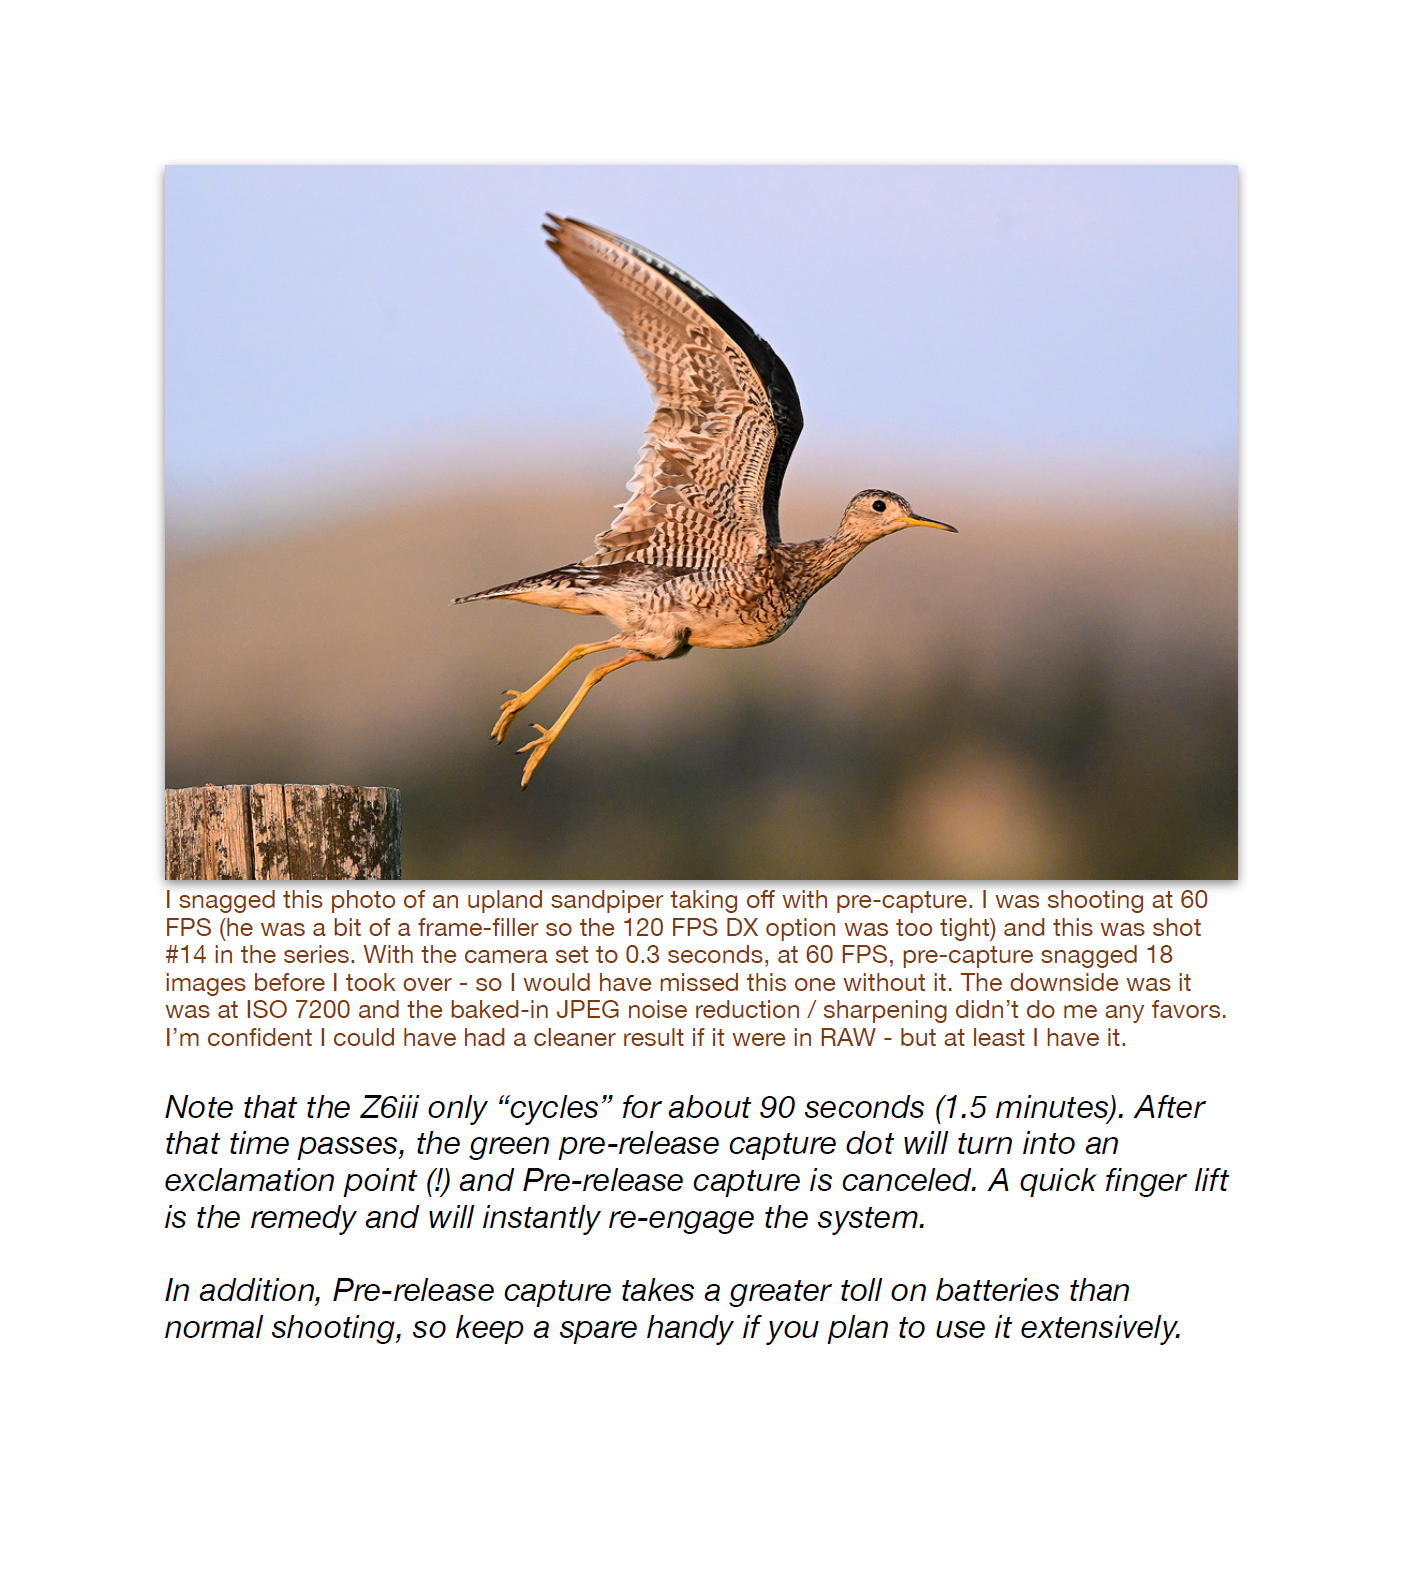 I snagged this photo of an upland sandpiper taking off with pre-capture. I was shooting at 60
FPS (he was a bit of a frame-filler so the 120 FPS DX option was too tight) and this was shot
#14 in the series. With the camera set to 0.3 seconds, at 60 FPS, pre-capture snagged 18
images before I took over - so I would have missed this one without it. The downside was it
was at ISO 7200 and the baked-in JPEG noise reduction / sharpening didn’t do me any favors.
I’m confident I could have had a cleaner result if it were in RAW - but at least I have it.
Note that the Z6iii only “cycles” for about 90 seconds (1.5 minutes). After
that time passes, the green pre-release capture dot will turn into an
exclamation point (!) and Pre-release capture is canceled. A quick finger lift
is the remedy and will instantly re-engage the system.
In addition, Pre-release capture takes a greater toll on batteries than
normal shooting, so keep a spare handy if you plan to use it extensively.